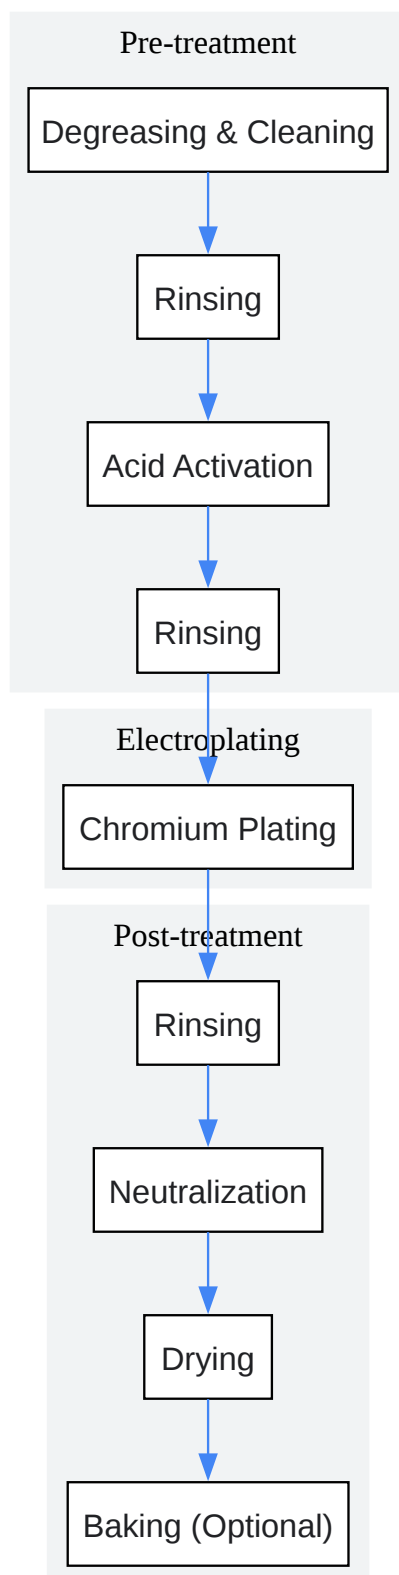 Pre-treatment
Degreasing & Cleaning
Rinsing
Acid Activation
Rinsing
Electroplating
Chromium Plating
Post-treatment
Rinsing
Neutralization
Drying
Baking (Optional)